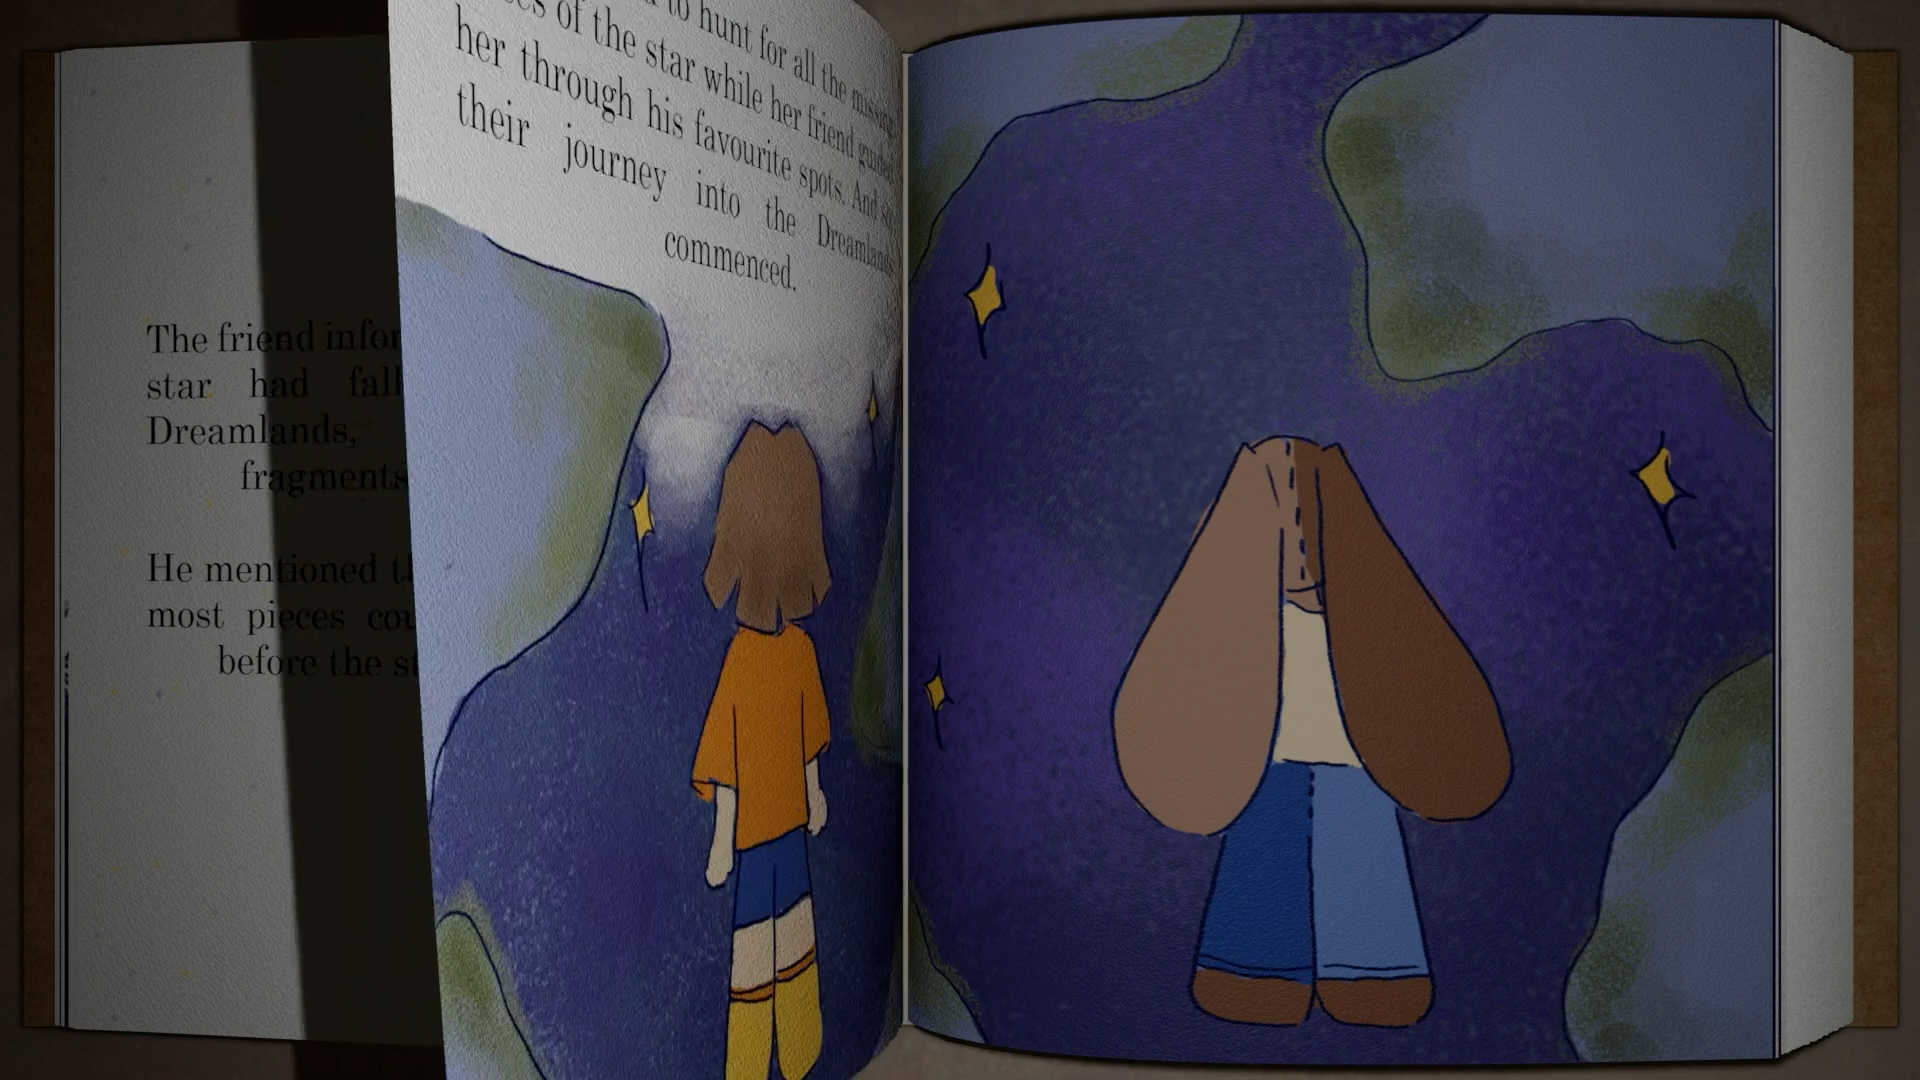 The friend infor
star had fall
Dreamlands,
fragments
He mentioned t
most pieces cou
before the st
to hunt for all the missing
of the star while her friend guided
her through his favourite spots. And so,
their journey into the Dreamlands
commenced.